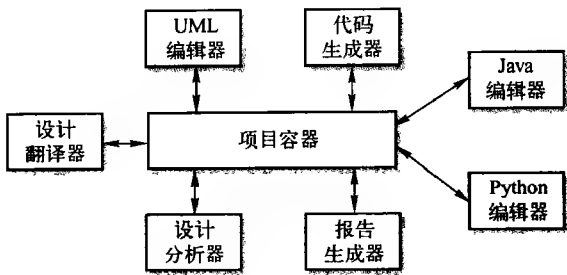 UML
编辑器
代码
生成器
Java
编辑器
设计
翻译器
项目容器
Python
编辑器
设计
分析器
报告
生成器